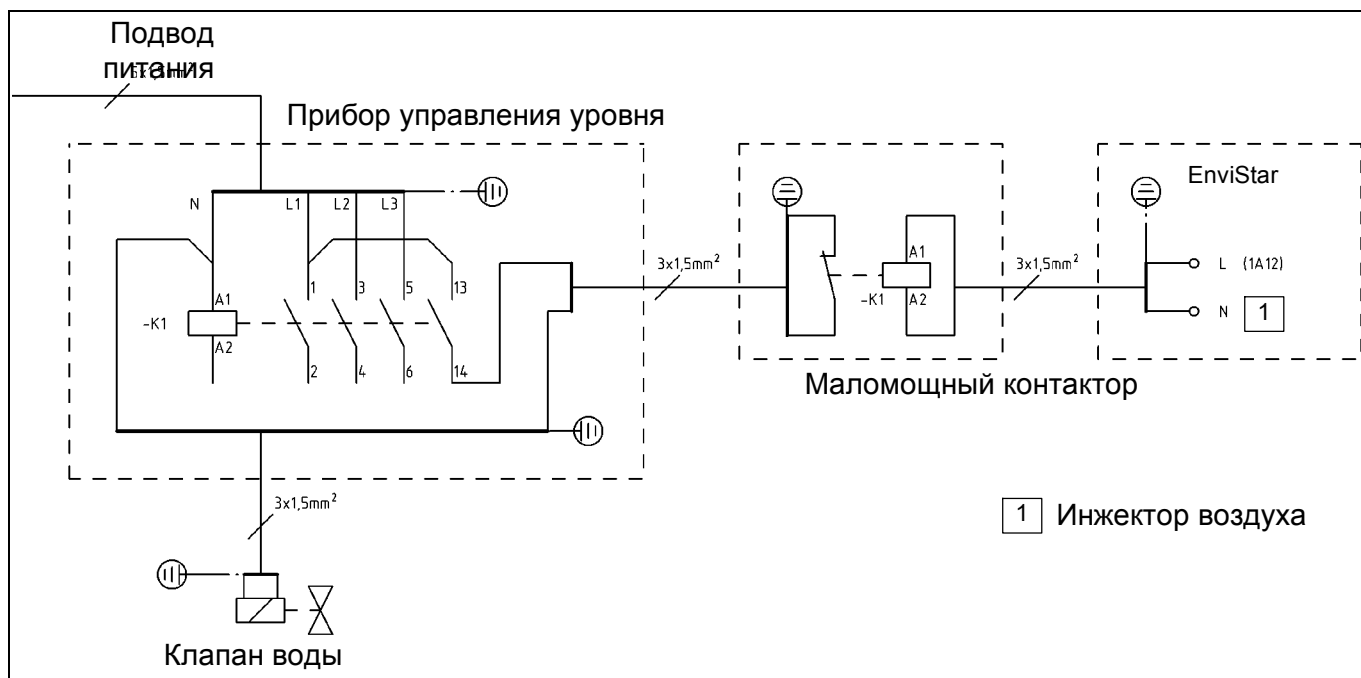 Подвод
питания
5x1,5mm²
Прибор управления уровня
N L1 L2 L3
1 3 5 13
A1
-K1
A2
2 4 6 14
3x1,5mm²
A1
-K1
A2
Маломощный контактор
3x1,5mm²
EnviStar
L (1A12)
N 1
3x1,5mm²
Клапан воды
1 Инжектор воздуха